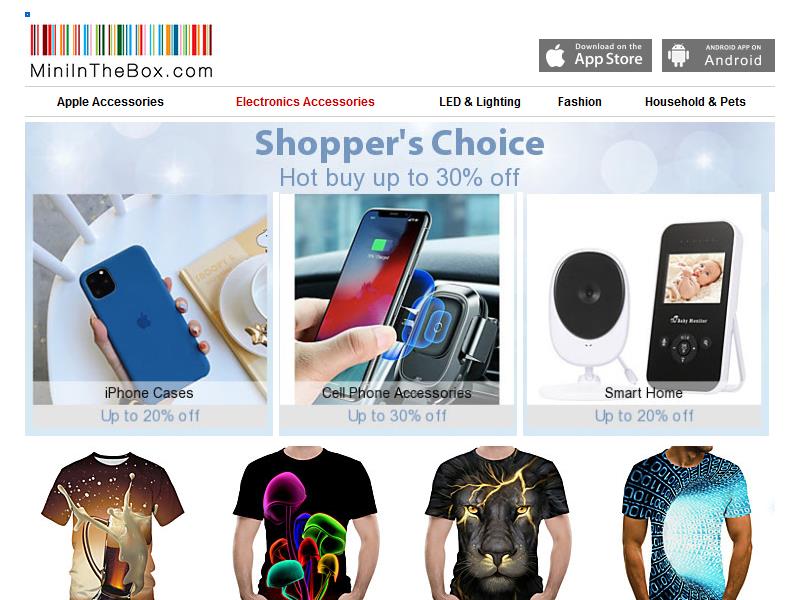 MiniInTheBox.com
Download on the
App Store
ANDROID APP ON
Android
Apple Accessories
Electronics Accessories
LED & Lighting
Fashion
Household & Pets
Shopper's Choice
Hot buy up to 30% off
Baby Monitor
iPhone Cases
Cell Phone Accessories
Smart Home
Up to 20% off
Up to 30% off
Up to 20% off